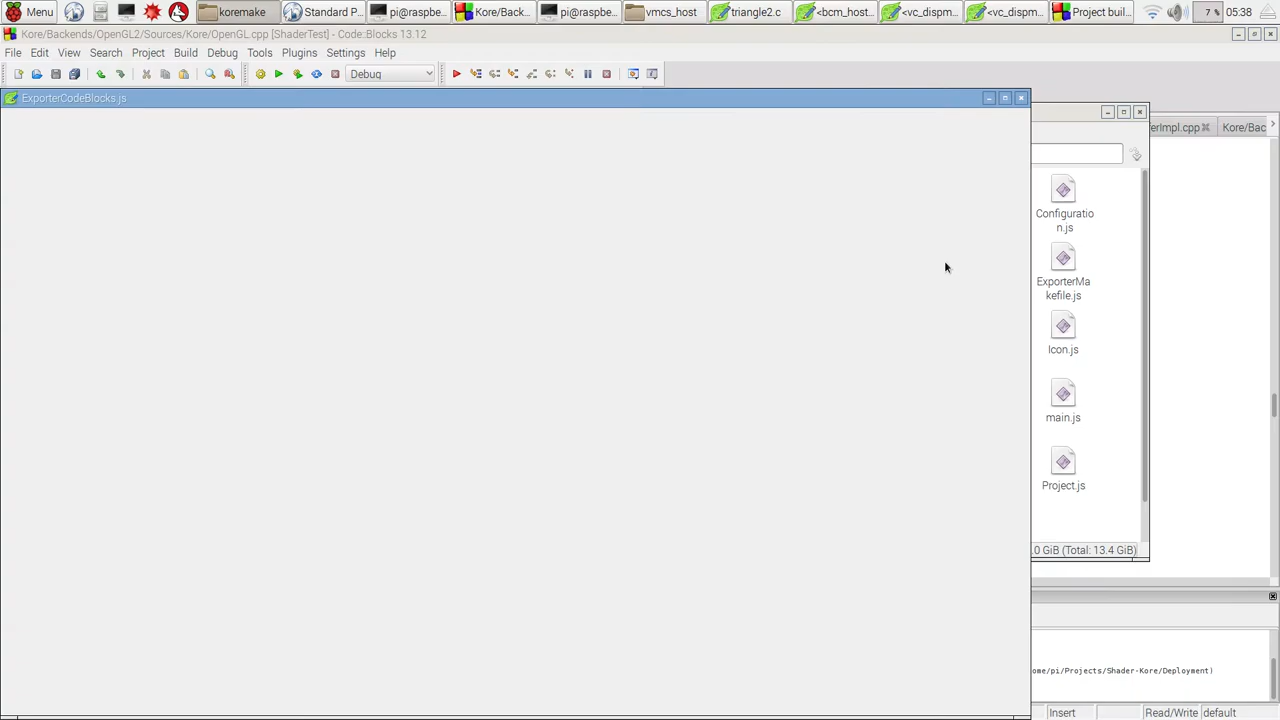 Menu koremake Standard P... pi@raspbe... Kore/Back... pi@raspbe... vmcs_host triangle2.c <bcm_host... <vc_dispm... <vc_dispm... Project buil... 7 % 05:38
Kore/Backends/OpenGL2/Sources/Kore/OpenGL.cpp [ShaderTest] - Code::Blocks 13.12
File Edit View Search Project Build Debug Tools Plugins Settings Help
Debug
ExporterCodeBlocks.js
erImpl.cpp Kore/Bac
Configuratio
n.js
ExporterMa
kefile.js
Icon.js
main.js
Project.js
.0 GiB (Total: 13.4 GiB)
ome/pi/Projects/Shader-Kore/Deployment)
Insert Read/Write default